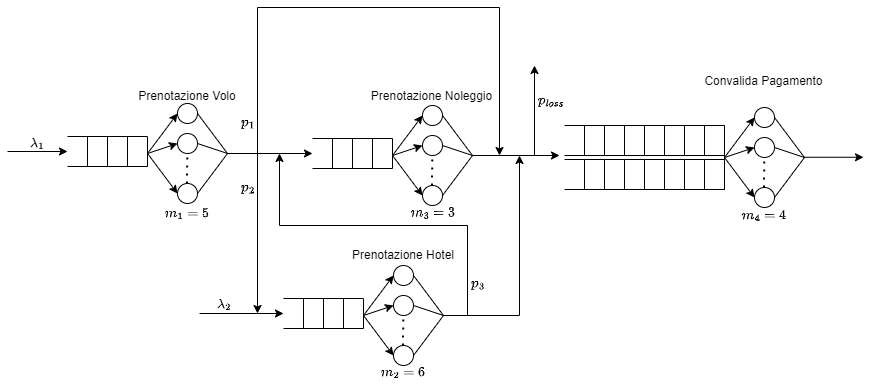 Convalida Pagamento
Prenotazione Volo
Prenotazione Noleggio
p_loss
p_1
λ_1
p_2
m_1 = 5
m_3 = 3
m_4 = 4
Prenotazione Hotel
p_3
λ_2
m_2 = 6